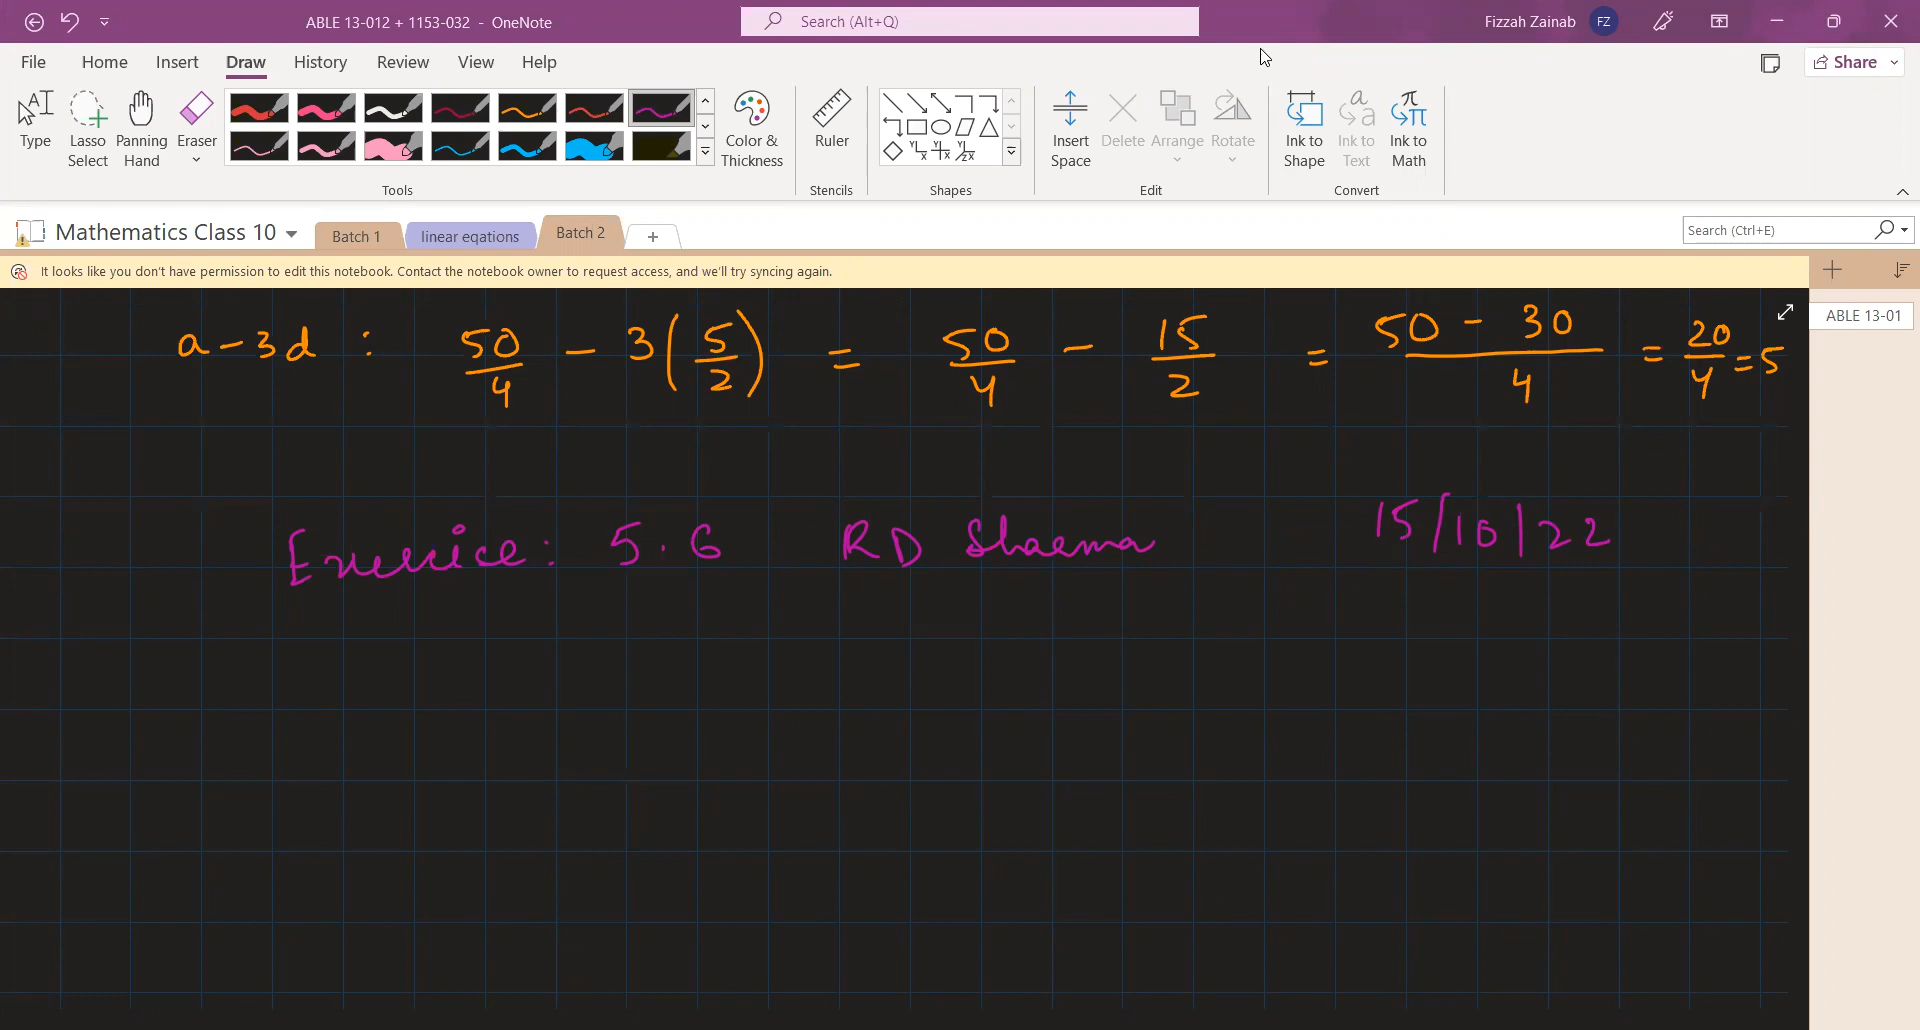 ABLE 13-012 + 1153-032 - OneNote
Search (Alt+Q)
Fizzah Zainab FZ
File Home Insert Draw History Review View Help
Share
Type
Lasso Select
Panning Hand
Eraser
Color & Thickness
Ruler
Insert Space
Delete
Arrange
Rotate
Ink to Shape
Ink to Text
Ink to Math
Tools Stencils Shapes Edit Convert
Mathematics Class 10 Batch 1 linear eqations Batch 2 +
Search (Ctrl+E)
It looks like you don't have permission to edit this notebook. Contact the notebook owner to request access, and we'll try syncing again.
ABLE 13-01
a - 3d : 50/4 - 3(5/2) = 50/4 - 15/2 = (50 - 30)/4 = 20/4 = 5
Exercise: 5.6 RD Sharma 15/10/22